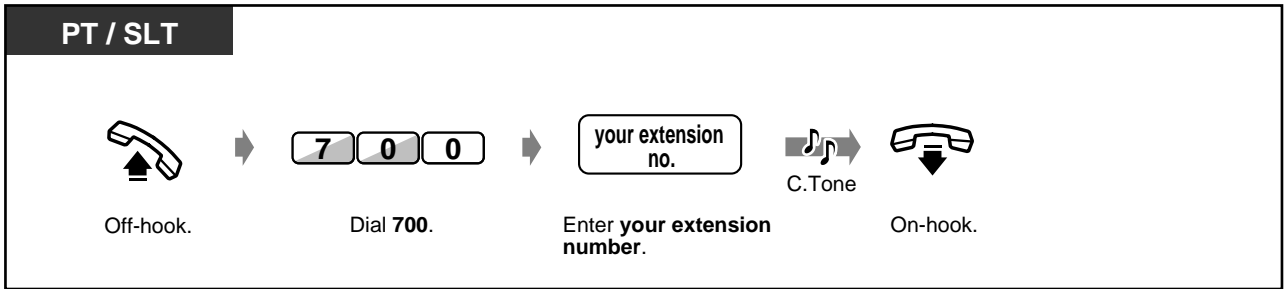 PT / SLT
7 0 0
your extension
no.
C.Tone
Off-hook.
Dial 700.
Enter your extension
number.
On-hook.